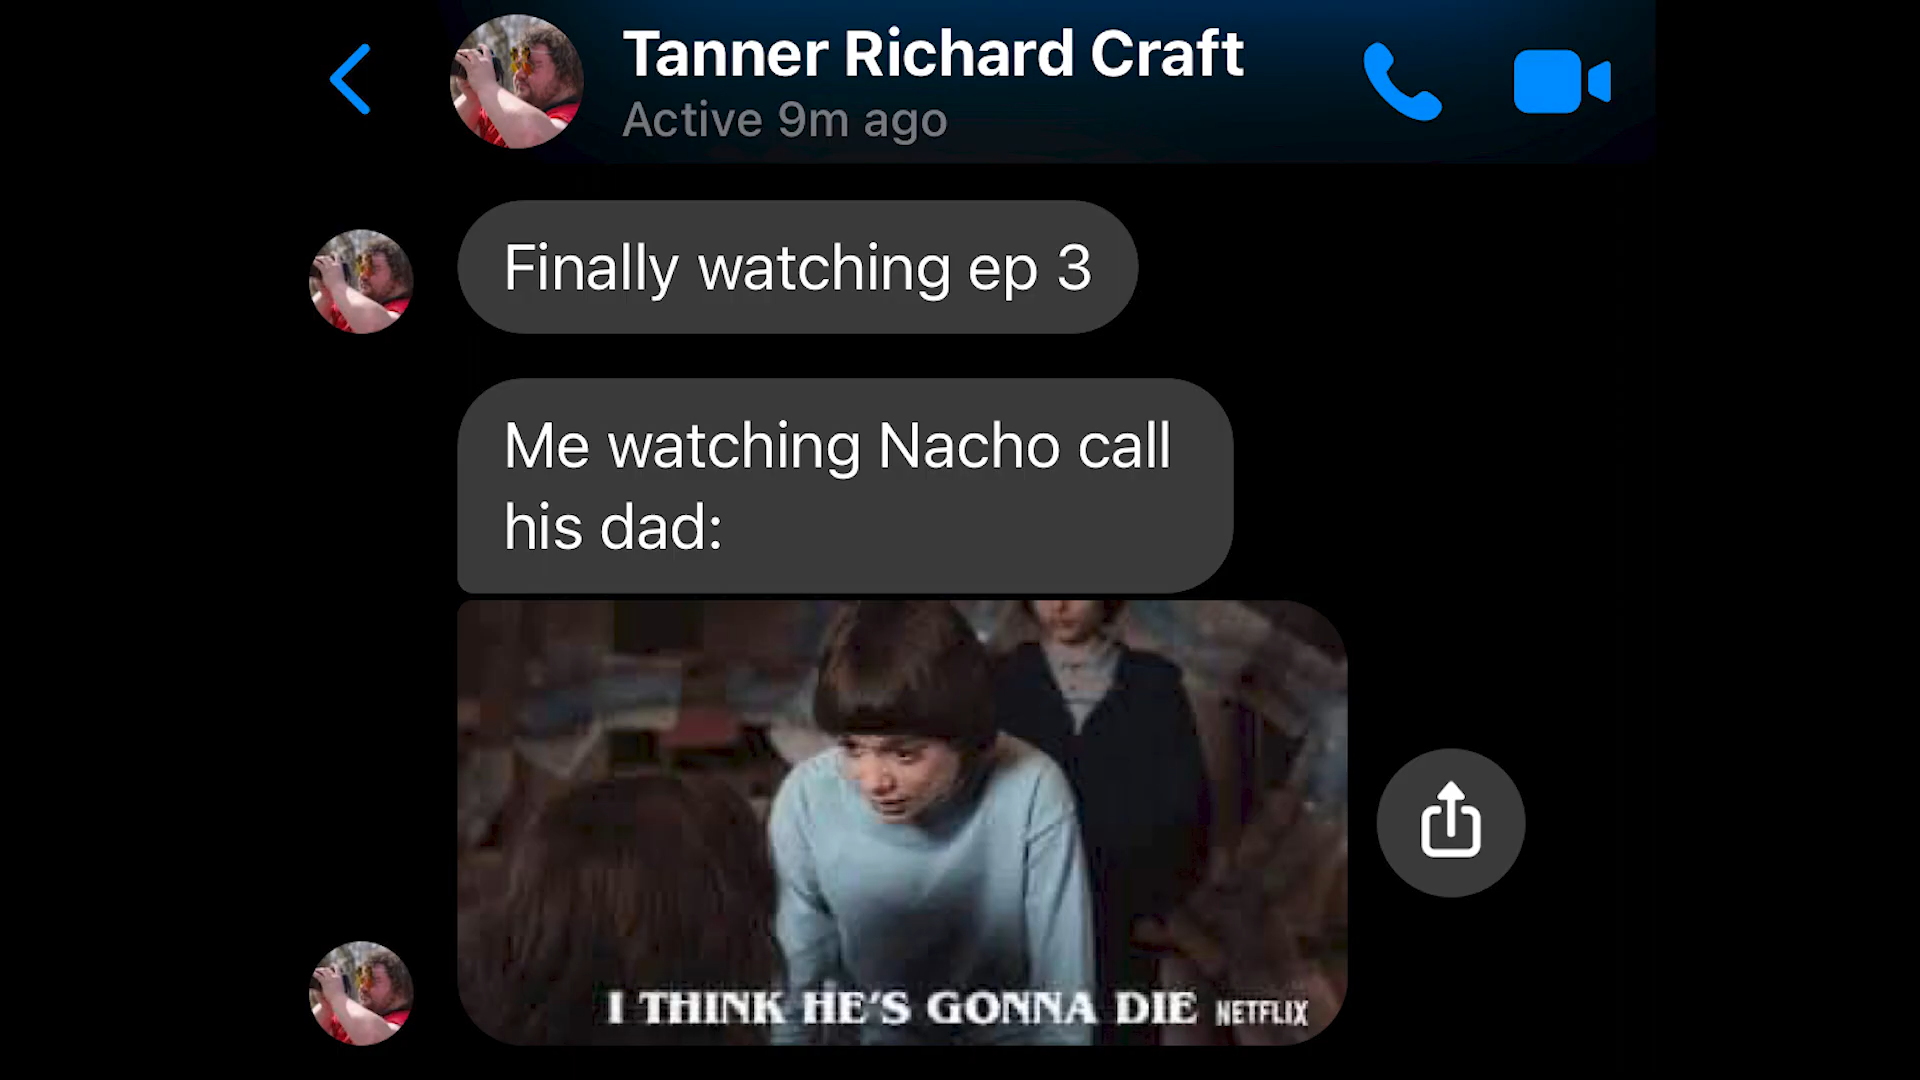 Tanner Richard Craft
Active 9m ago
Finally watching ep 3
Me watching Nacho call
his dad:
I THINK HE'S GONNA DIE NETFLIX